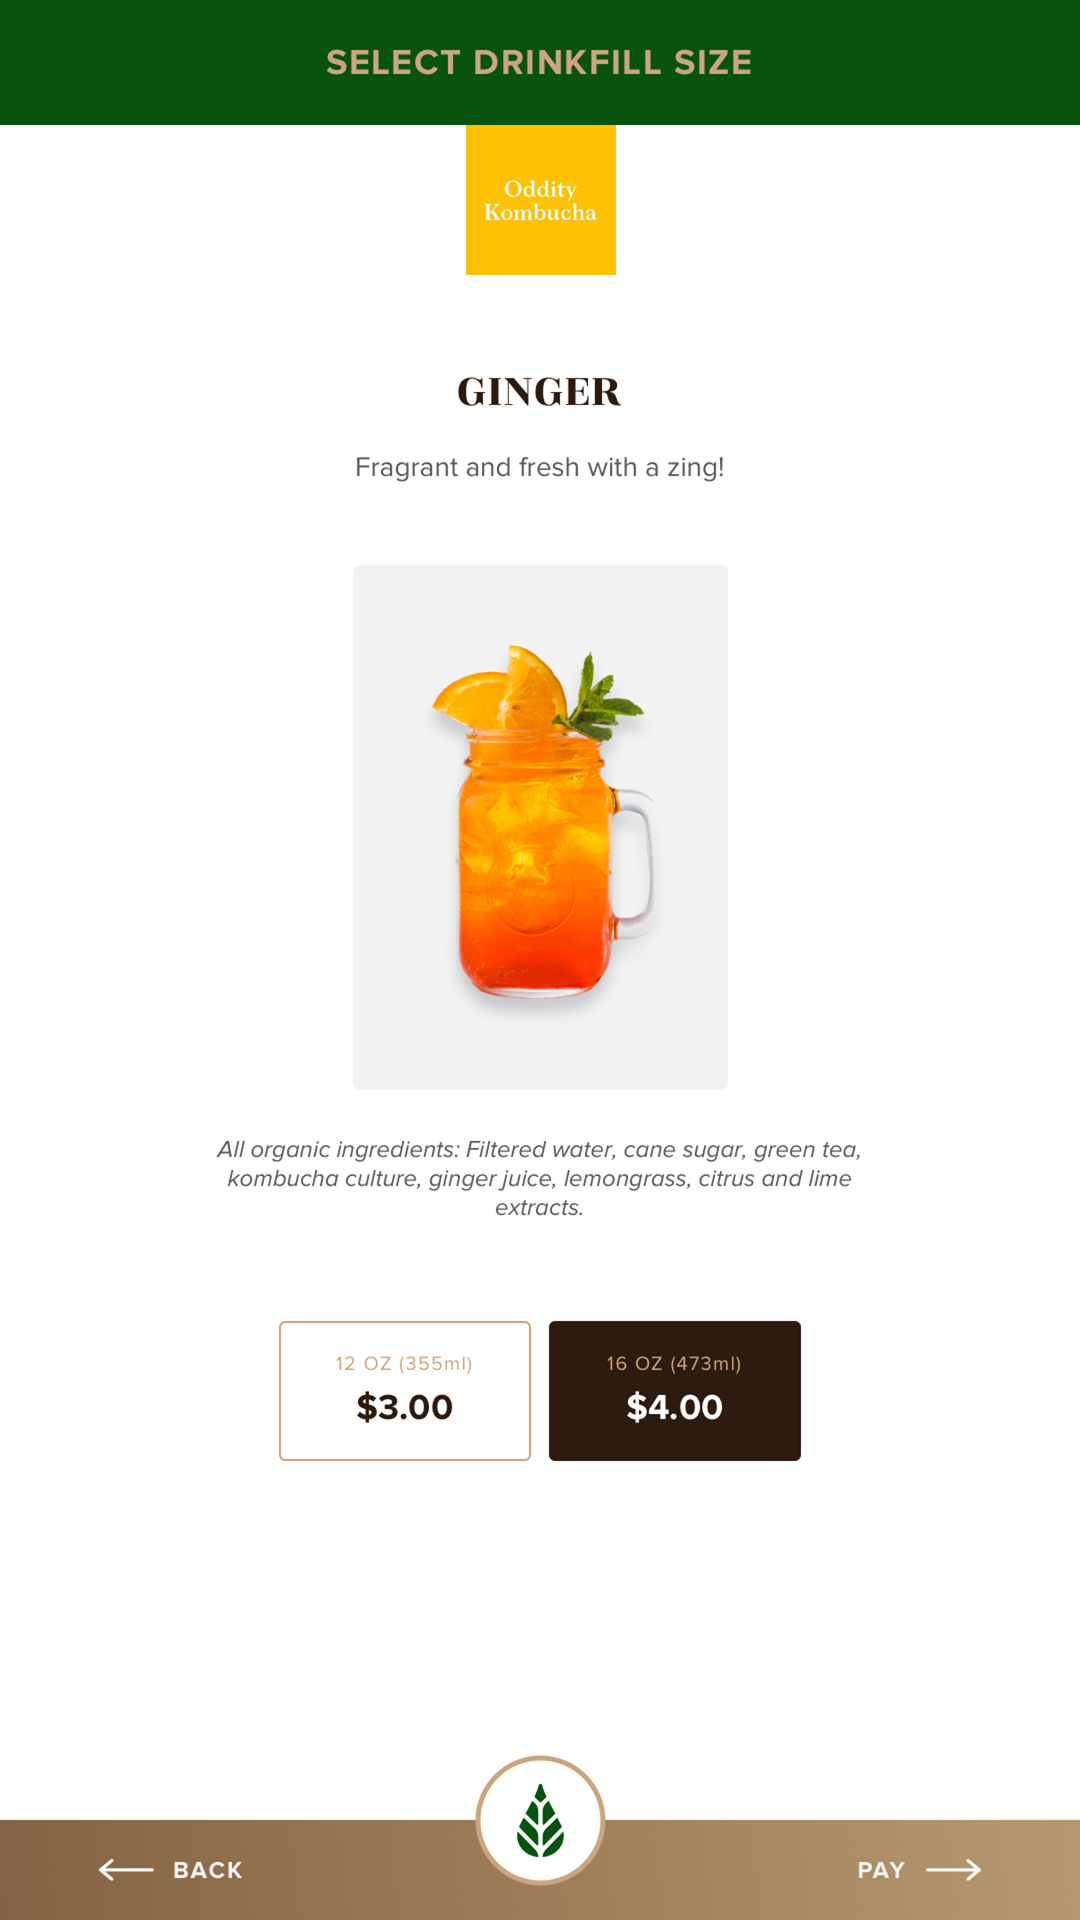 SELECT DRINKFILL SIZE
Oddity
Kombucha
GINGER
Fragrant and fresh with a zing!
All organic ingredients: Filtered water, cane sugar, green tea,
kombucha culture, ginger juice, lemongrass, citrus and lime
extracts.
12 OZ (355ml)
$3.00
16 OZ (473ml)
$4.00
BACK
PAY